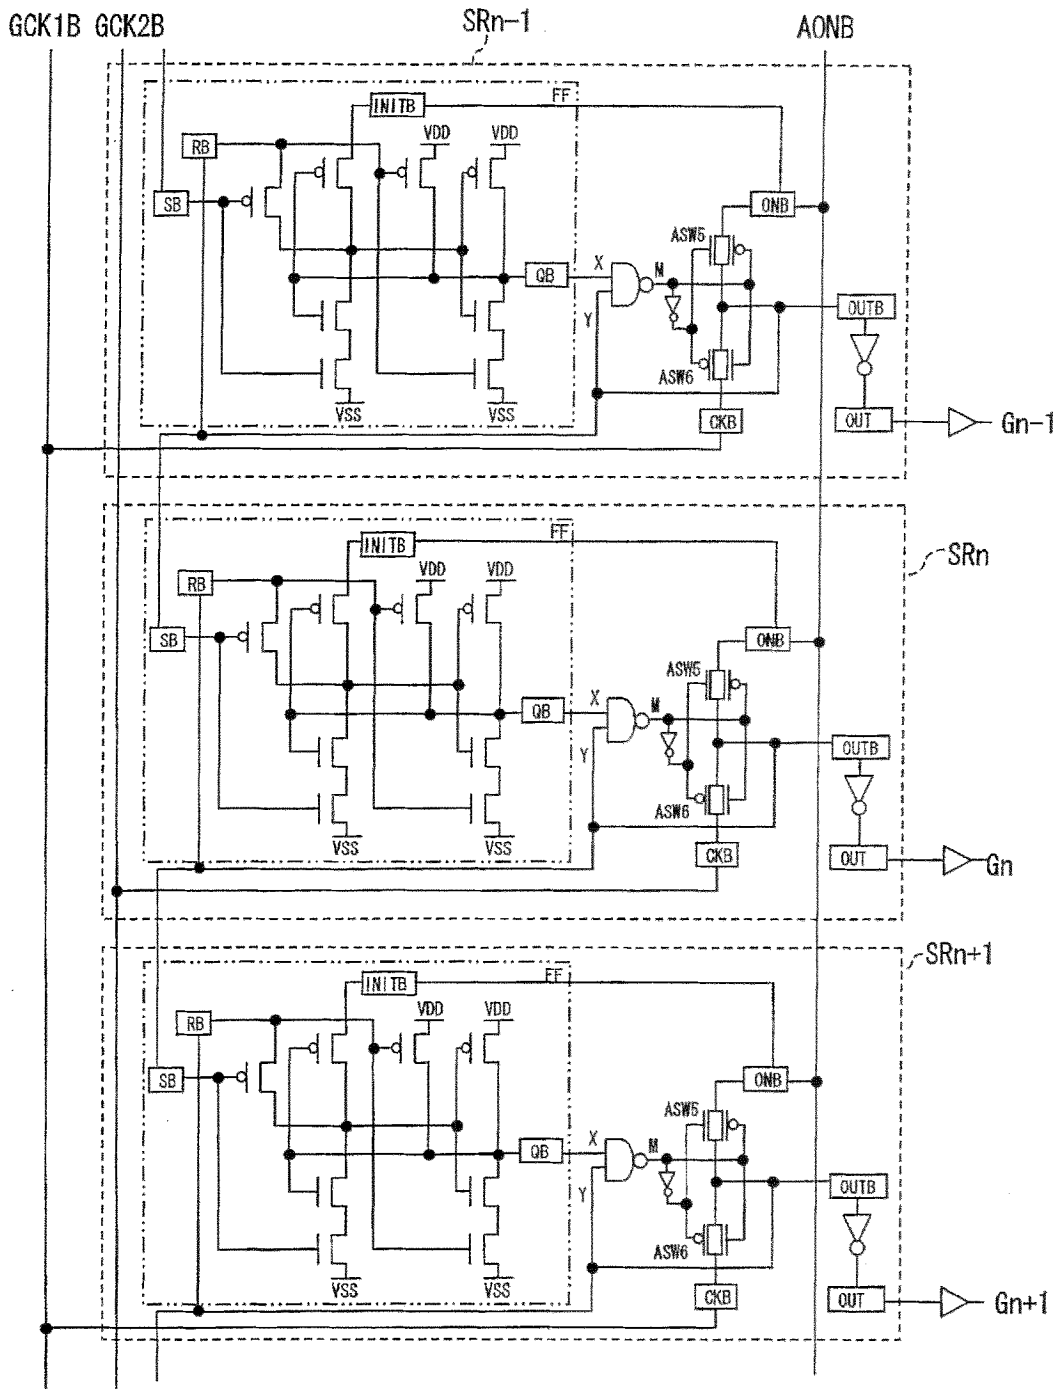 GCK1B GCK2B SRn-1 AONB
FF
INITB
VDD VDD
RB
SB
ONB
ASW5
QB X M
OUTB
Y
ASW6
VSS VSS
CKB
OUT Gn-1
FF
INITB
SRn
VDD VDD
RB
SB
ONB
ASW5
QB X M
OUTB
Y
ASW6
VSS VSS
CKB
OUT Gn
SRn+1
FF
INITB
VDD VDD
RB
SB
ONB
ASW5
QB X M
OUTB
Y
ASW6
VSS VSS
CKB
OUT Gn+1